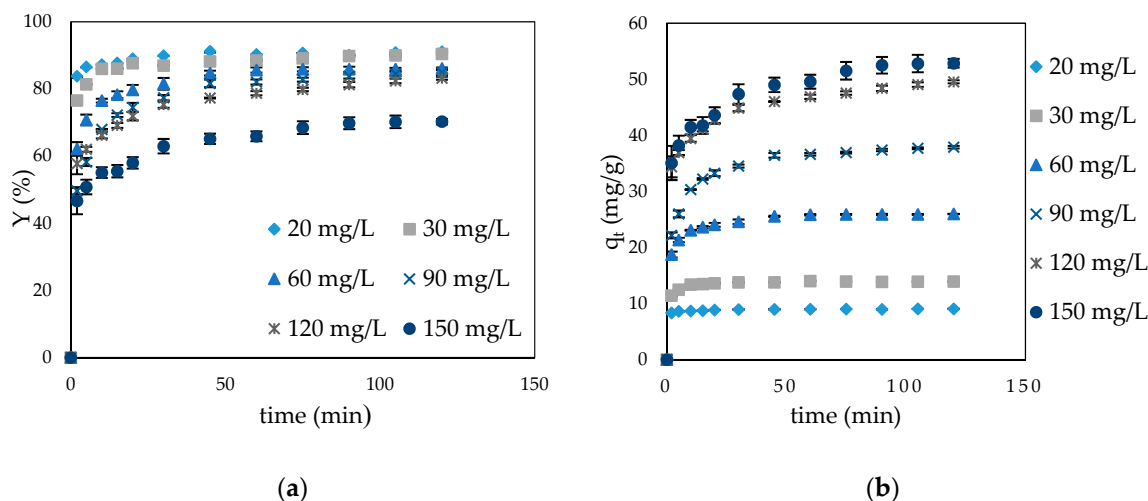 100
80
60
40
20
0
Y (%)
20 mg/L 30 mg/L
60 mg/L 90 mg/L
120 mg/L 150 mg/L
0 50 100 150
time (min)
(a)
60
50
40
30
20
10
0
qt (mg/g)
0 50 100 150
time (min)
20 mg/L
30 mg/L
60 mg/L
90 mg/L
120 mg/L
150 mg/L
(b)